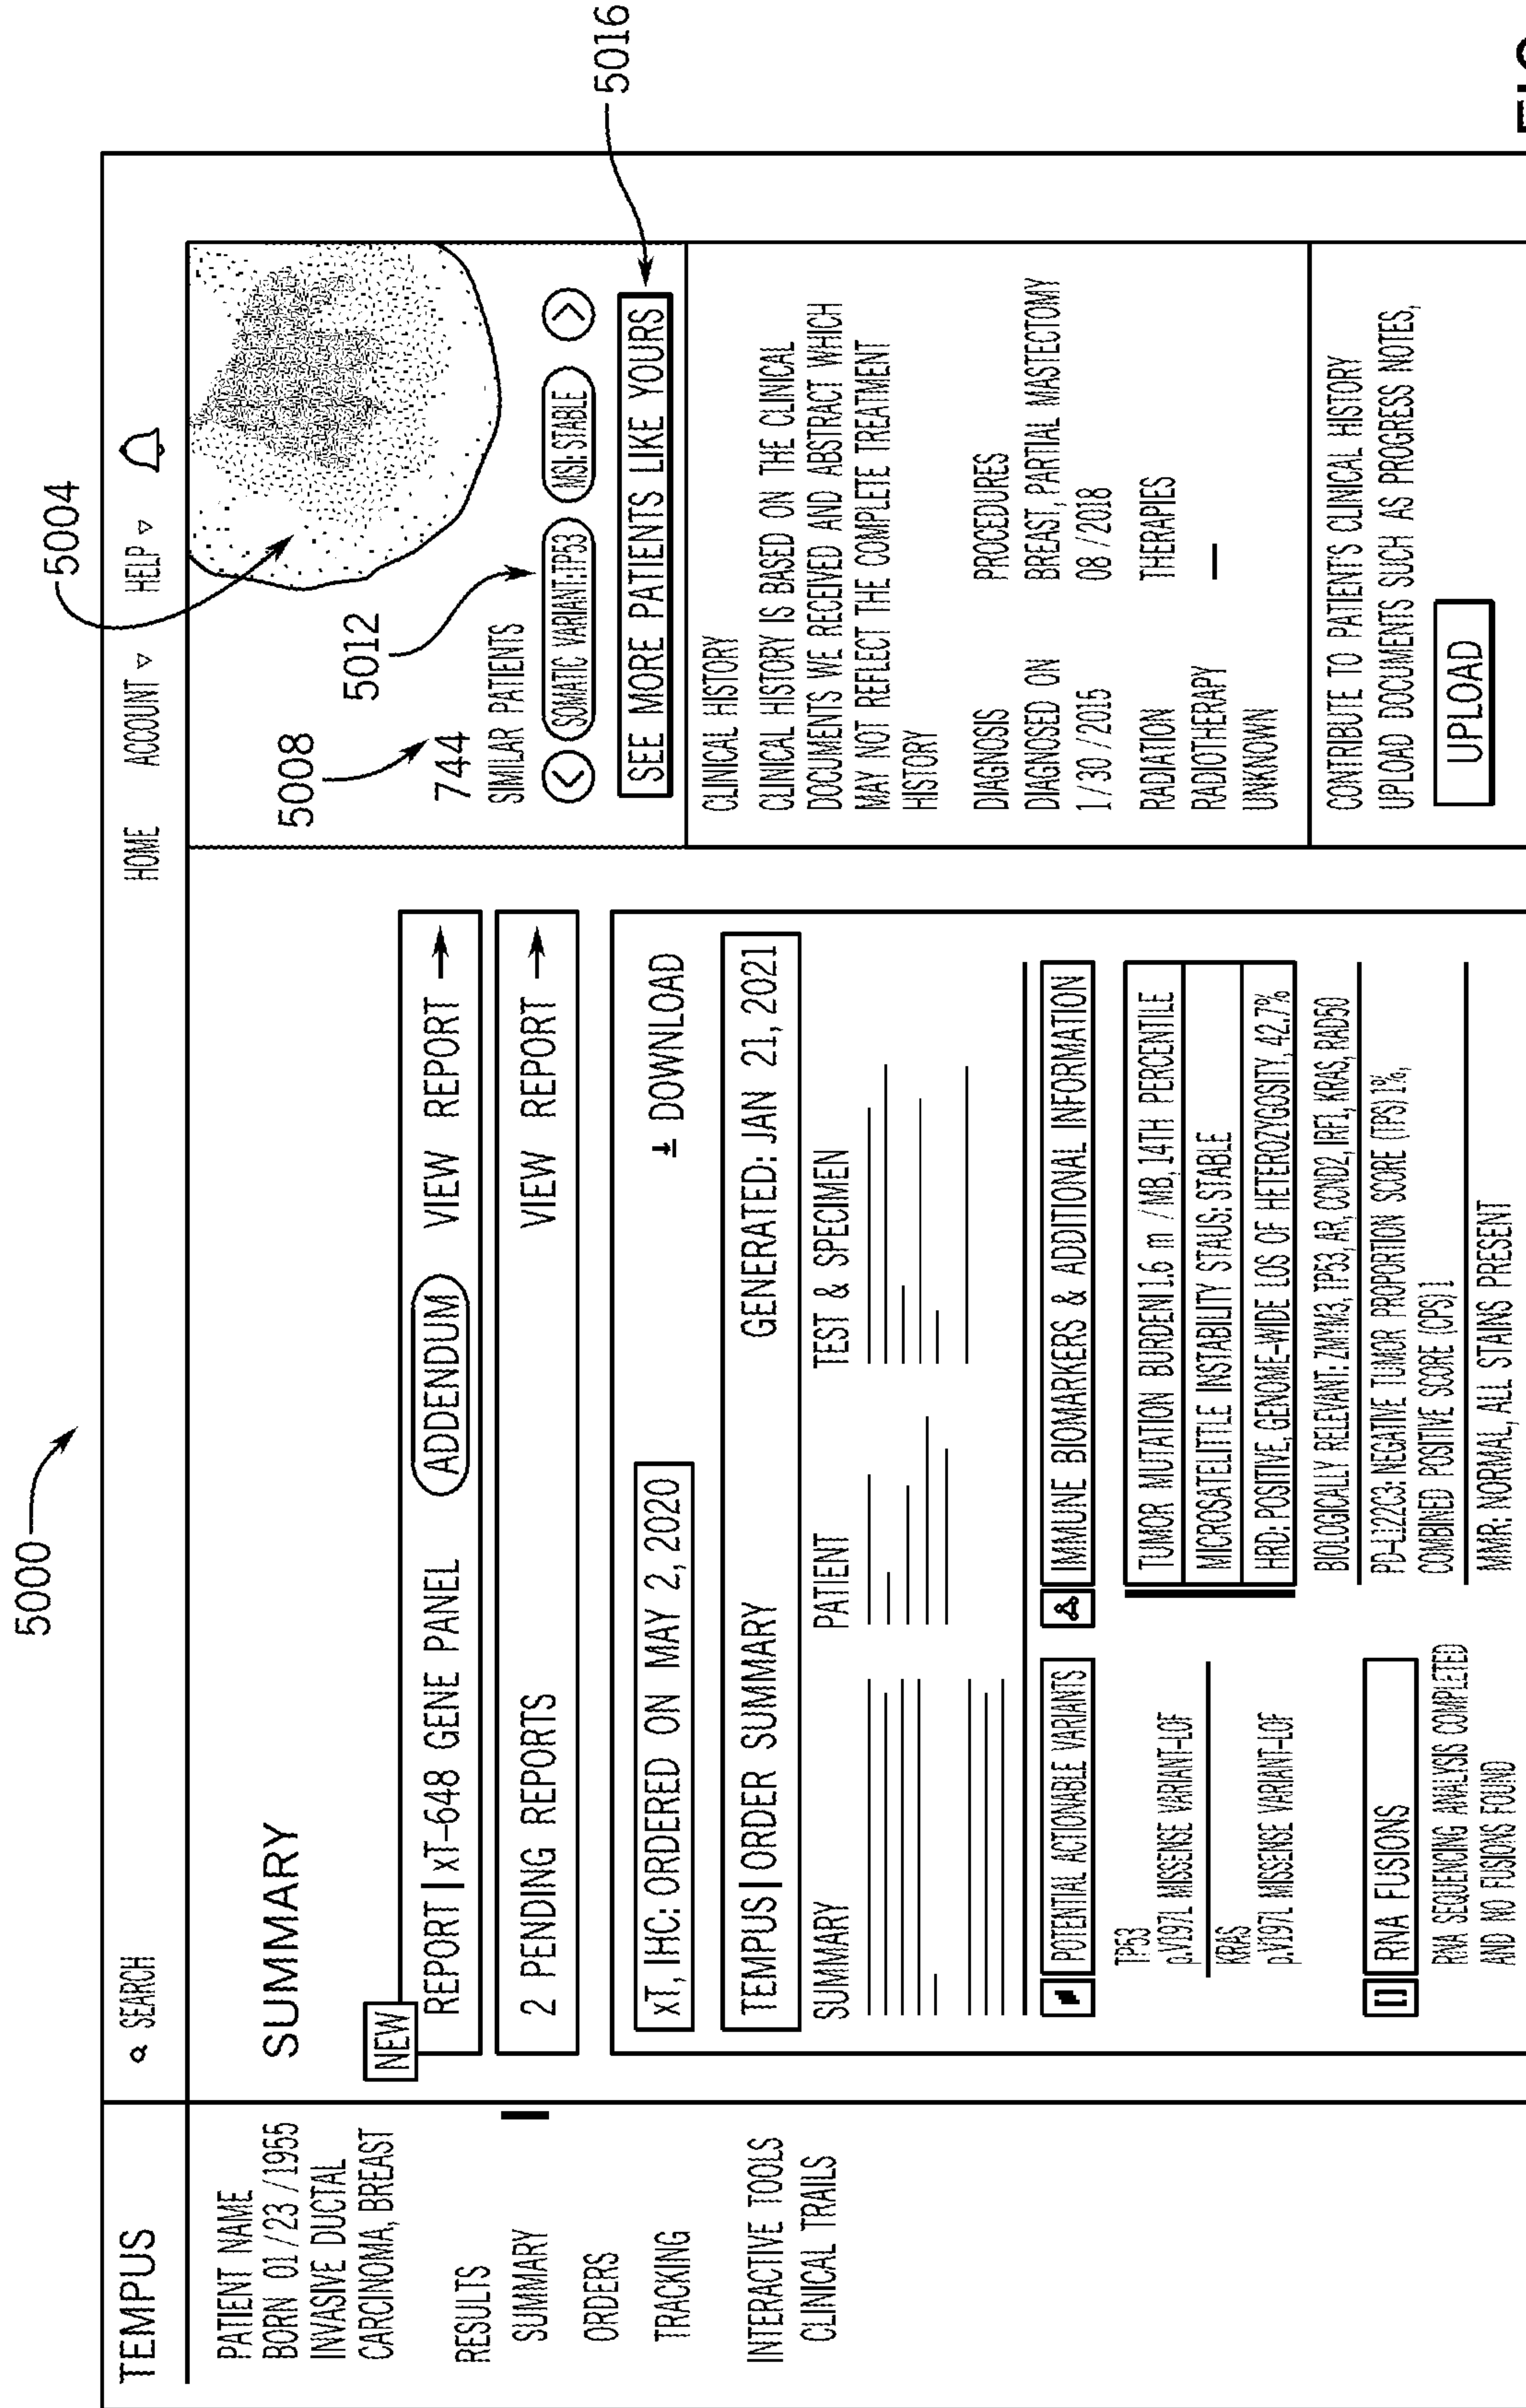 5000
5004
TEMPUS
SEARCH
HOME
ACCOUNT
HELP
PATIENT NAME
BORN 01 / 23 / 1955
INVASIVE DUCTAL
CARCINOMA, BREAST
RESULTS
SUMMARY
ORDERS
TRACKING
INTERACTIVE TOOLS
CLINICAL TRAILS
SUMMARY
NEW
REPORT | xT-648 GENE PANEL
ADDENDUM
VIEW REPORT
2 PENDING REPORTS
VIEW REPORT
xT, IHC: ORDERED ON MAY 2, 2020
DOWNLOAD
TEMPUS | ORDER SUMMARY
GENERATED: JAN 21, 2021
SUMMARY
PATIENT
TEST & SPECIMEN
POTENTIAL ACTIONABLE VARIANTS
TP53
p.V197L MISSENSE VARIANT-LOF
KRAS
p.V197L MISSENSE VARIANT-LOF
RNA FUSIONS
RNA SEQUENCING ANALYSIS COMPLETED
AND NO FUSIONS FOUND
IMMUNE BIOMARKERS & ADDITIONAL INFORMATION
TUMOR MUTATION BURDEN| 1.6 m / MB, 14TH PERCENTILE
MICROSATELITTLE INSTABILITY STAUS: STABLE
HRD: POSITIVE, GENOME-WIDE LOS OF HETEROZYGOSITY, 42.7%
BIOLOGICALLY RELEVANT: ZMYM3, TP53, AR, CCND2, IRF1, KRAS, RAD50
PD-L122C3: NEGATIVE TUMOR PROPORTION SCORE (TPS) 1%,
COMBINED POSITIVE SCORE (CPS) 1
MMR: NORMAL, ALL STAINS PRESENT
5008
5012
744
SIMILAR PATIENTS
SOMATIC VARIANT:TP53
MSI: STABLE
SEE MORE PATIENTS LIKE YOURS
5016
CLINICAL HISTORY
CLINICAL HISTORY IS BASED ON THE CLINICAL
DOCUMENTS WE RECEIVED AND ABSTRACT WHICH
MAY NOT REFLECT THE COMPLETE TREATMENT
HISTORY
DIAGNOSIS
DIAGNOSED ON
1 / 30 / 2015
PROCEDURES
BREAST, PARTIAL MASTECTOMY
08 / 2018
RADIATION
RADIOTHERAPY
UNKNOWN
THERAPIES
—
CONTRIBUTE TO PATIENT'S CLINICAL HISTORY
UPLOAD DOCUMENTS SUCH AS PROGRESS NOTES,
UPLOAD